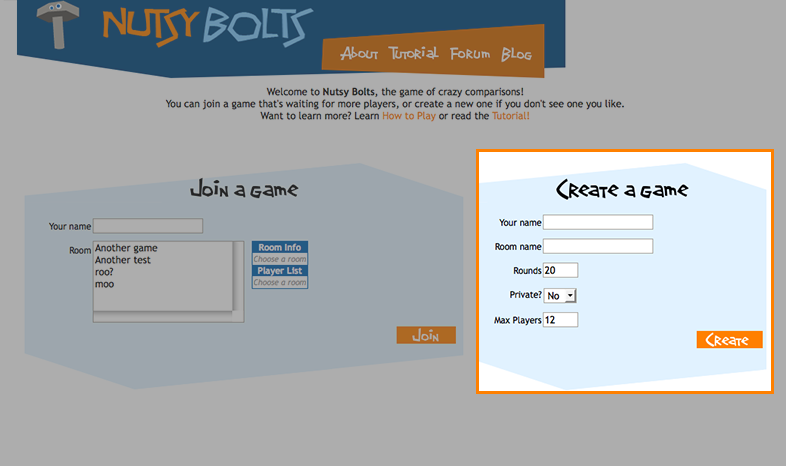 NUTSY BOLTS
About Tutorial Forum Blog
Welcome to Nutsy Bolts, the game of crazy comparisons!
You can join a game that's waiting for more players, or create a new one if you don't see one you like.
Want to learn more? Learn How to Play or read the Tutorial!
Join a game
Your name
Room
Another game
Another test
roo?
moo
Room Info
Choose a room
Player List
Choose a room
Join
Create a game
Your name
Room name
Rounds 20
Private? No
Max Players 12
Create